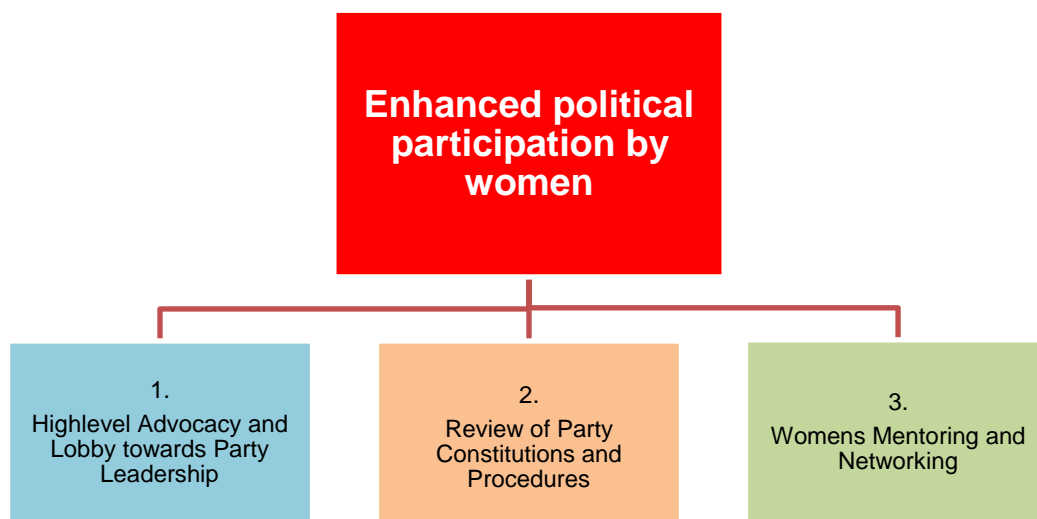 Enhanced political
participation by
women
1.
Highlevel Advocacy and
Lobby towards Party
Leadership
2.
Review of Party
Constitutions and
Procedures
3.
Womens Mentoring and
Networking